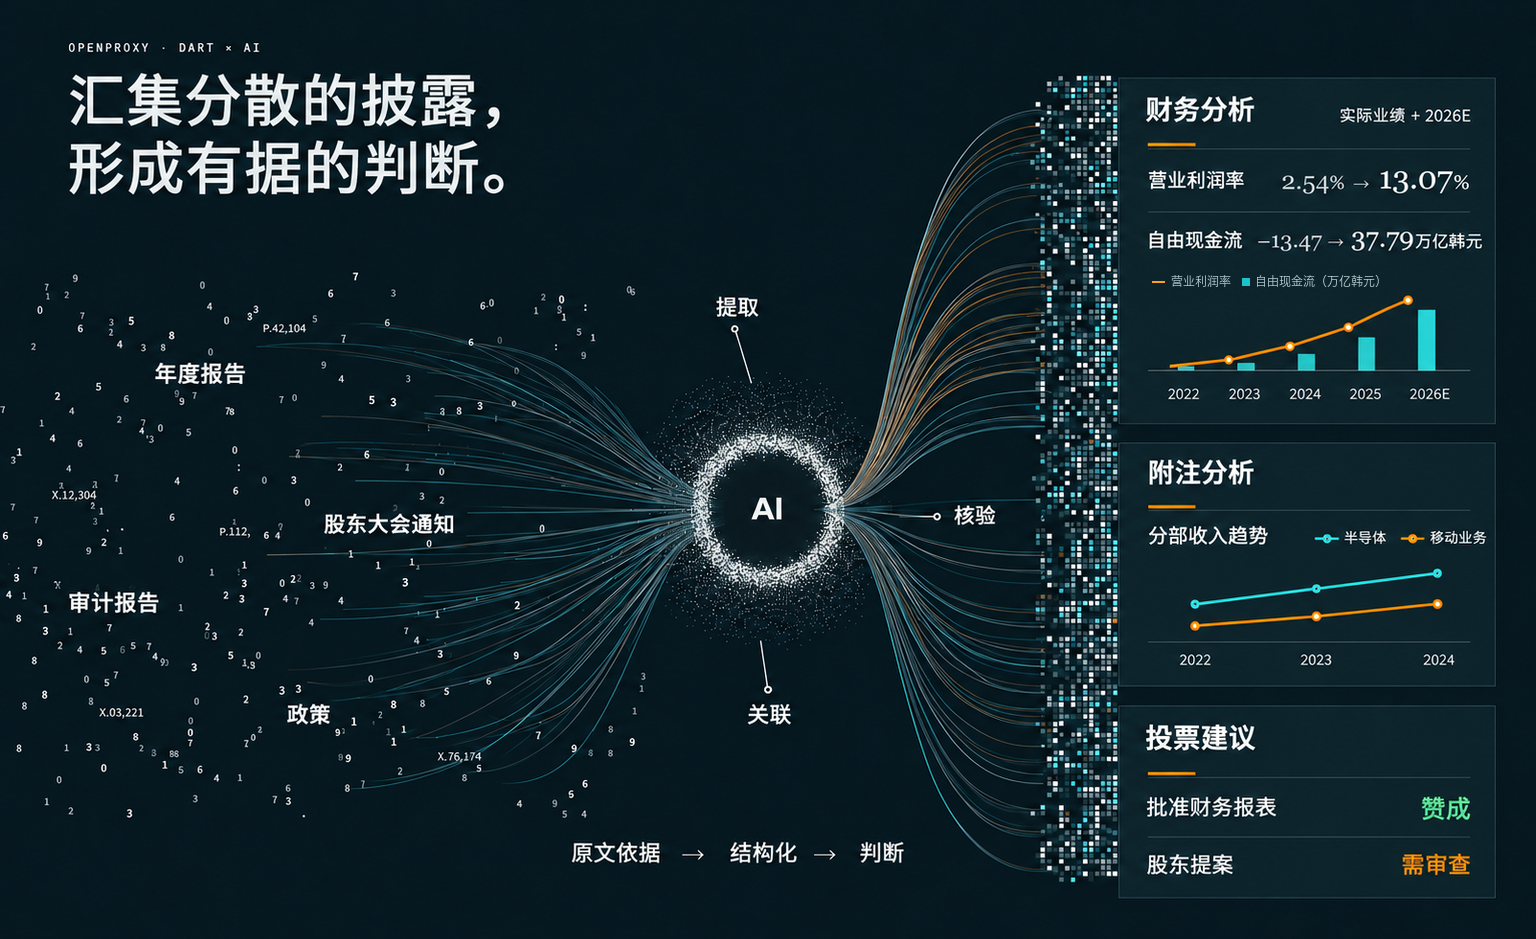 OPENPROXY · DART × AI
汇集分散的披露，
形成有据的判断。
P.42,104
年度报告
X.12,304
P.112,
股东大会通知
审计报告
政策
X.03,221
X.76,174
提取
AI
核验
关联
原文依据 → 结构化 → 判断
财务分析 实际业绩 + 2026E
营业利润率 2.54% → 13.07%
自由现金流 −13.47 → 37.79万亿韩元
营业利润率 自由现金流（万亿韩元）
2022 2023 2024 2025 2026E
附注分析
分部收入趋势 半导体 移动业务
2022 2023 2024
投票建议
批准财务报表 赞成
股东提案 需审查